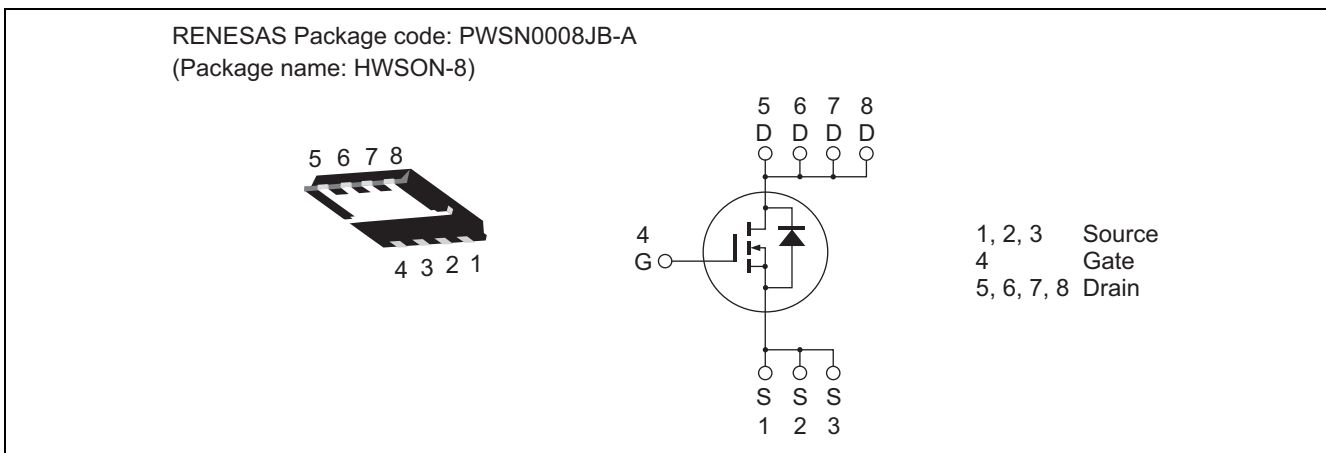 RENESAS Package code: PWSN0008JB-A
(Package name: HWSON-8)
5 6 7 8
4 3 2 1
5 6 7 8
D D D D
4
G
S S S
1 2 3
1, 2, 3 Source
4 Gate
5, 6, 7, 8 Drain